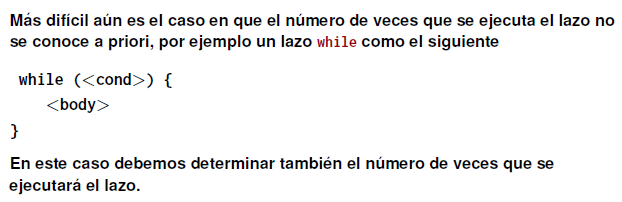 Más difícil aún es el caso en que el número de veces que se ejecuta el lazo no
se conoce a priori, por ejemplo un lazo while como el siguiente
while (<cond>) {
<body>
}
En este caso debemos determinar también el número de veces que se
ejecutará el lazo.